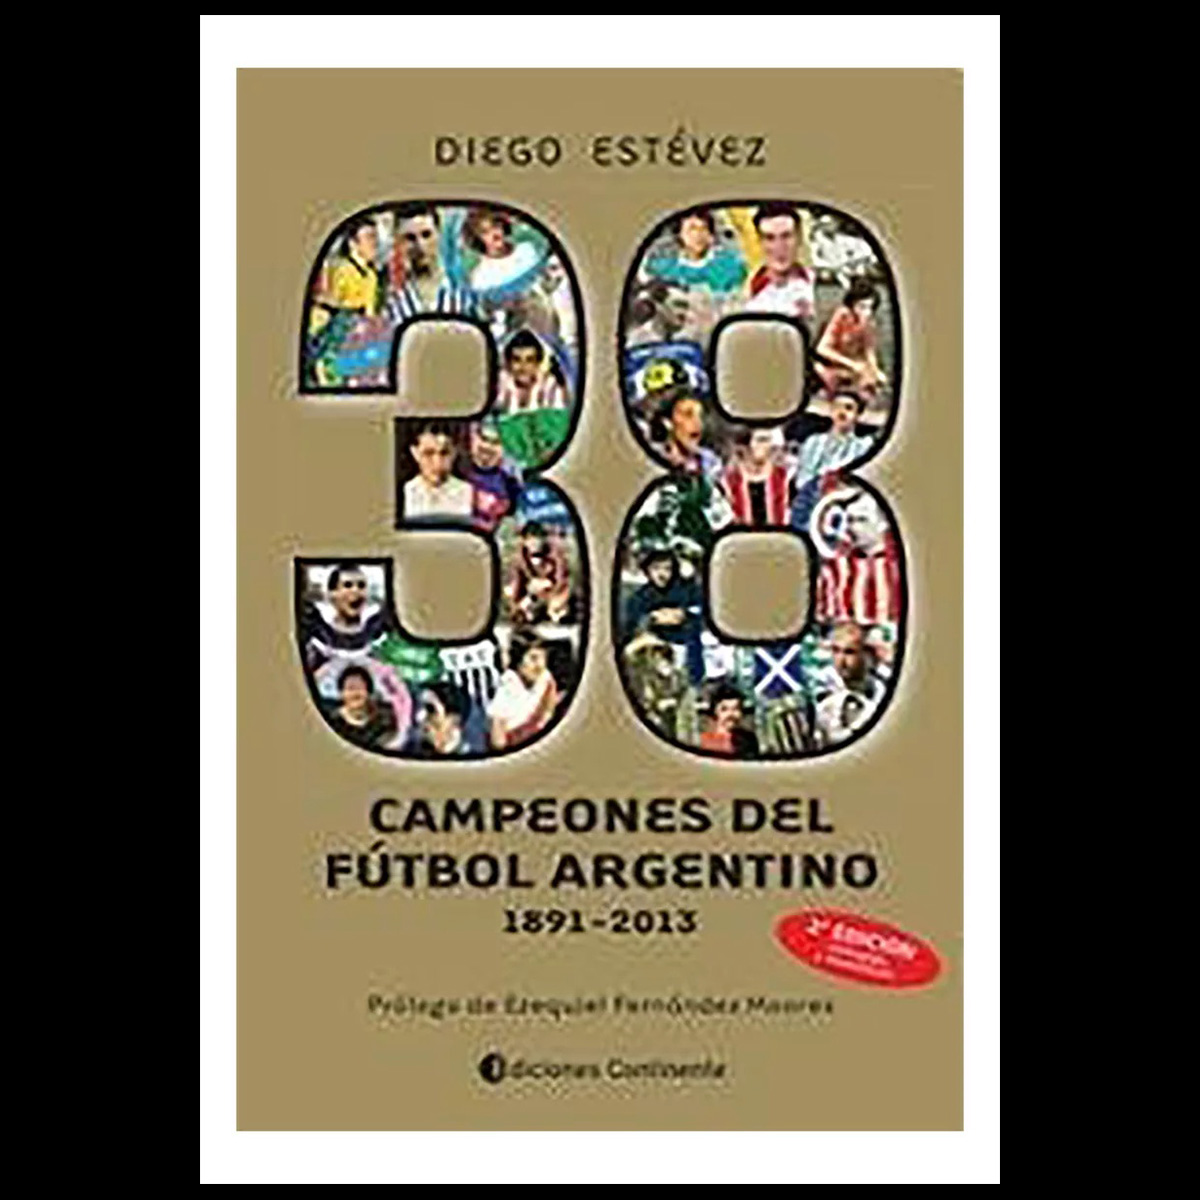 DIEGO ESTÉVEZ
38
CAMPEONES DEL
FÚTBOL ARGENTINO
1891-2013
2ª EDICIÓN
Prólogo de Ezequiel Fernández Moores
Ediciones Continente